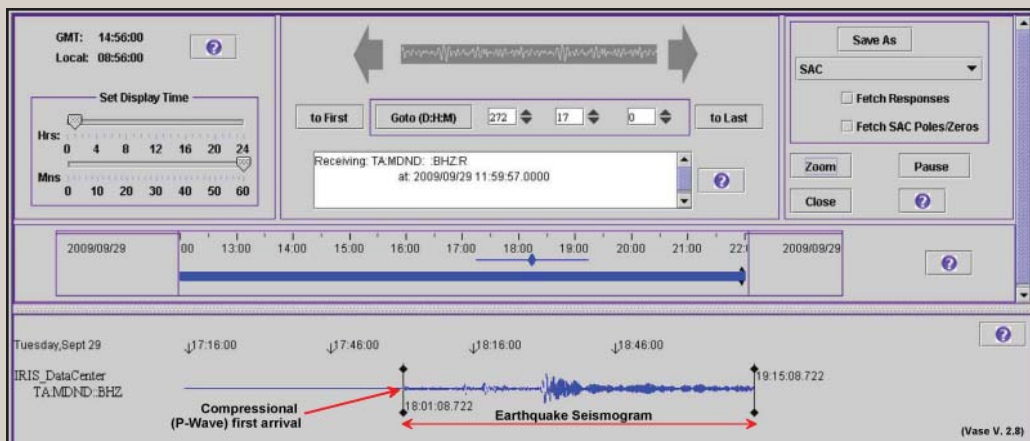 GMT: 14:56:00
Local: 08:56:00
?
Set Display Time
Hrs:
0 4 8 12 16 20 24
Mns
0 10 20 30 40 50 60
to First
Goto (D:H:M)
272
17
0
to Last
Receiving: TA:MDND: :BHZ:R
at: 2009/09/29 11:59:57.0000
?
Save As
SAC
Fetch Responses
Fetch SAC Poles/Zeros
Zoom
Pause
Close
?
2009/09/29
00 13:00 14:00 15:00 16:00 17:00 18:00 19:00 20:00 21:00 22:
2009/09/29
?
Tuesday,Sept 29
17:16:00
17:46:00
18:16:00
18:46:00
?
IRIS_DataCenter
TA:MDND::BHZ
19:15:08.722
18:01:08.722
Compressional
(P-Wave) first arrival
Earthquake Seismogram
(Vase V. 2.8)